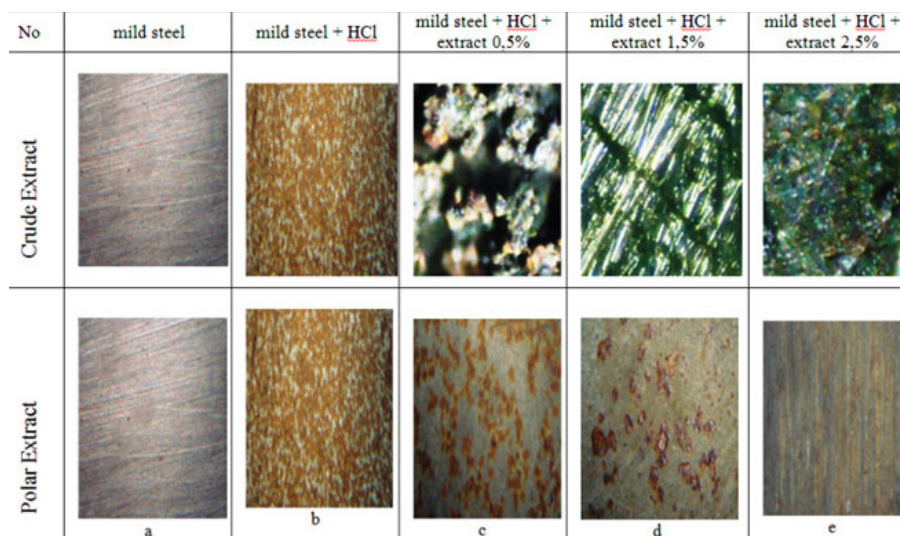 No
mild steel
mild steel + HCl
mild steel + HCl +
extract 0,5%
mild steel + HCl +
extract 1,5%
mild steel + HCl +
extract 2,5%
Crude Extract
Polar Extract
a
b
c
d
e